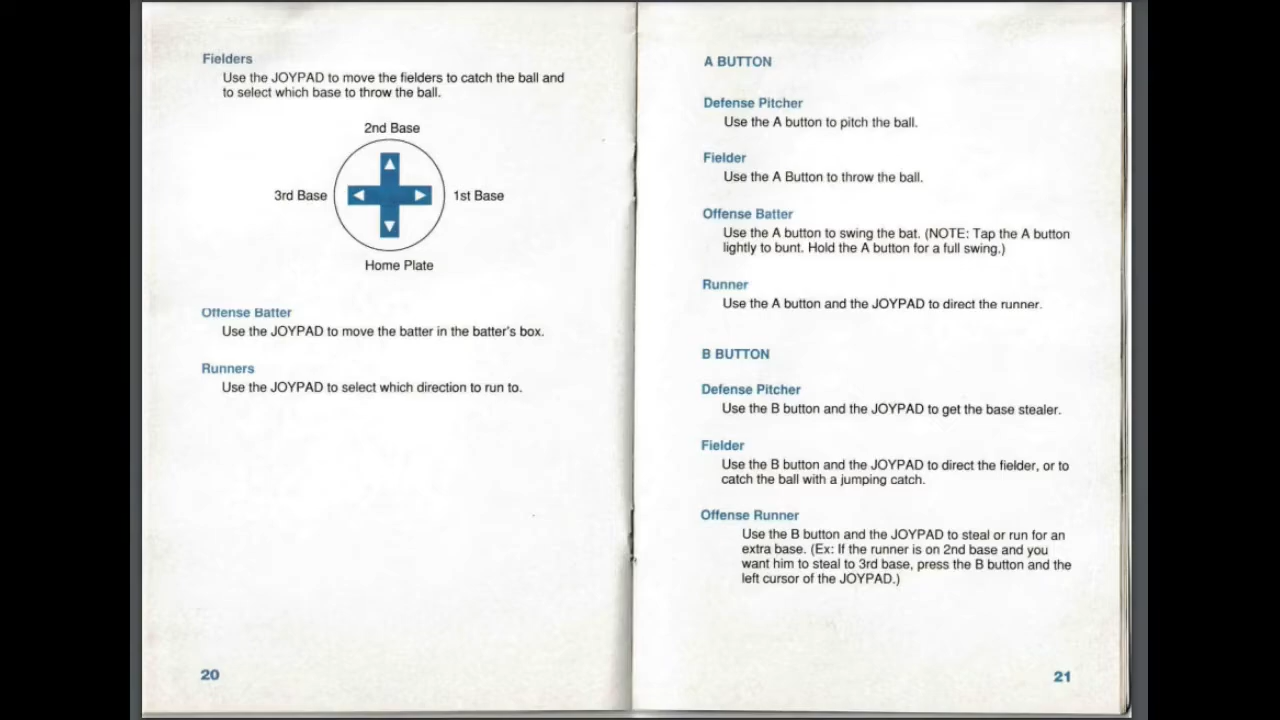 Fielders
Use the JOYPAD to move the fielders to catch the ball and
to select which base to throw the ball.
2nd Base
3rd Base
1st Base
Home Plate
Offense Batter
Use the JOYPAD to move the batter in the batter's box.
Runners
Use the JOYPAD to select which direction to run to.
20
A BUTTON
Defense Pitcher
Use the A button to pitch the ball.
Fielder
Use the A Button to throw the ball.
Offense Batter
Use the A button to swing the bat. (NOTE: Tap the A button
lightly to bunt. Hold the A button for a full swing.)
Runner
Use the A button and the JOYPAD to direct the runner.
B BUTTON
Defense Pitcher
Use the B button and the JOYPAD to get the base stealer.
Fielder
Use the B button and the JOYPAD to direct the fielder, or to
catch the ball with a jumping catch.
Offense Runner
Use the B button and the JOYPAD to steal or run for an
extra base. (Ex: If the runner is on 2nd base and you
want him to steal to 3rd base, press the B button and the
left cursor of the JOYPAD.)
21